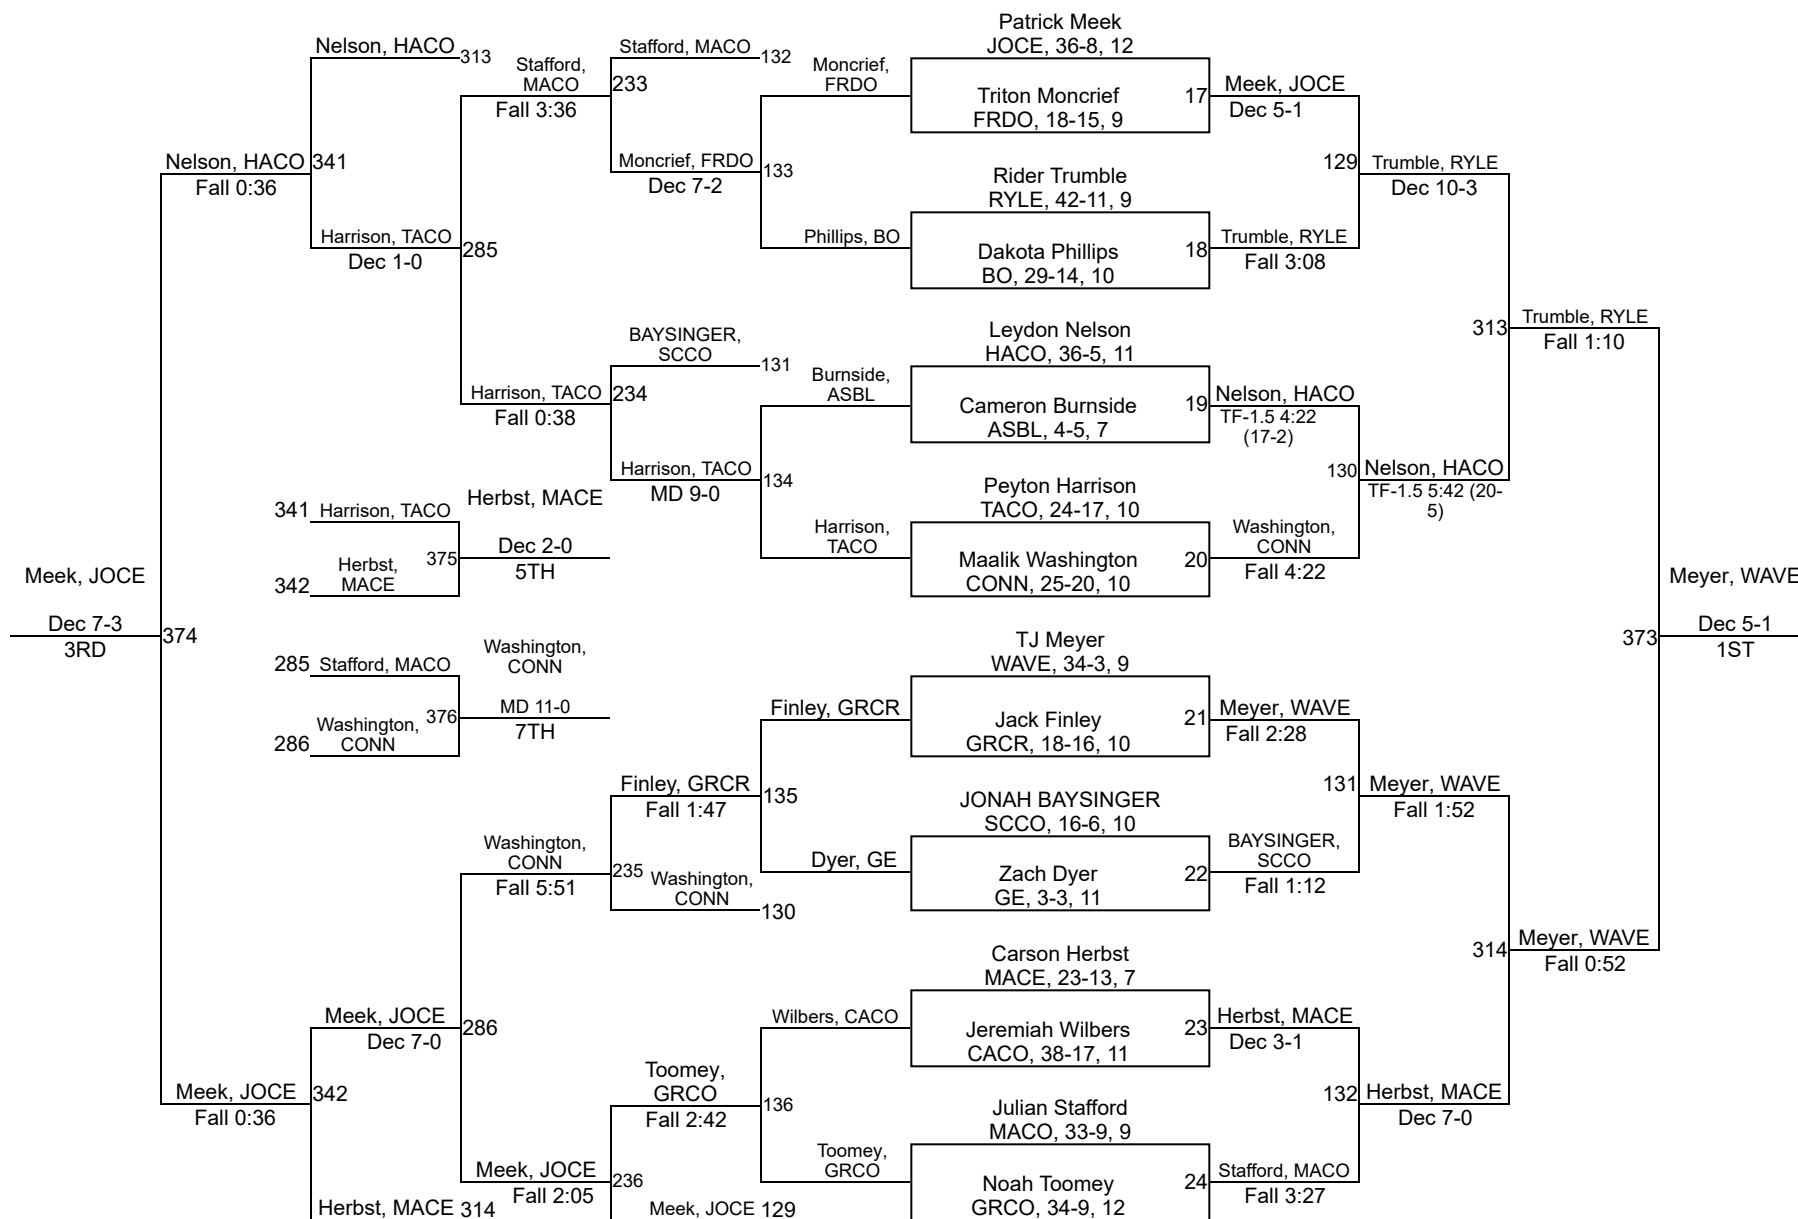 Patrick Meek
JOCE, 36-8, 12
Nelson, HACO
313
Stafford, MACO
132
Stafford,
MACO
Fall 3:36
233
Moncrief,
FRDO
Triton Moncrief
FRDO, 18-15, 9
17
Meek, JOCE
Dec 5-1
Nelson, HACO
Fall 0:36
341
Moncrief, FRDO
Dec 7-2
133
Rider Trumble
RYLE, 42-11, 9
129
Trumble, RYLE
Dec 10-3
Harrison, TACO
Dec 1-0
285
Phillips, BO
Dakota Phillips
BO, 29-14, 10
18
Trumble, RYLE
Fall 3:08
Leydon Nelson
HACO, 36-5, 11
313
Trumble, RYLE
Fall 1:10
BAYSINGER,
SCCO
131
Harrison, TACO
Fall 0:38
234
Burnside,
ASBL
Cameron Burnside
ASBL, 4-5, 7
19
Nelson, HACO
TF-1.5 4:22
(17-2)
Harrison, TACO
MD 9-0
134
Peyton Harrison
TACO, 24-17, 10
130
Nelson, HACO
TF-1.5 5:42 (20-
5)
341
Harrison, TACO
Herbst, MACE
375
Dec 2-0
5TH
342
Herbst,
MACE
Harrison,
TACO
Maalik Washington
CONN, 25-20, 10
20
Washington,
CONN
Fall 4:22
Meek, JOCE
Dec 7-3
3RD
374
TJ Meyer
WAVE, 34-3, 9
Meyer, WAVE
373
Dec 5-1
1ST
285
Stafford, MACO
Washington,
CONN
376
MD 11-0
7TH
286
Washington,
CONN
Finley, GRCR
Jack Finley
GRCR, 18-16, 10
21
Meyer, WAVE
Fall 2:28
Finley, GRCR
Fall 1:47
135
JONAH BAYSINGER
SCCO, 16-6, 10
131
Meyer, WAVE
Fall 1:52
Washington,
CONN
Fall 5:51
235
Washington,
CONN
130
Dyer, GE
Zach Dyer
GE, 3-3, 11
22
BAYSINGER,
SCCO
Fall 1:12
Carson Herbst
MACE, 23-13, 7
314
Meyer, WAVE
Fall 0:52
Meek, JOCE
Dec 7-0
286
Wilbers, CACO
Jeremiah Wilbers
CACO, 38-17, 11
23
Herbst, MACE
Dec 3-1
Meek, JOCE
Fall 0:36
342
Toomey,
GRCO
Fall 2:42
136
Julian Stafford
MACO, 33-9, 9
132
Herbst, MACE
Dec 7-0
Meek, JOCE
Fall 2:05
236
Toomey,
GRCO
Noah Toomey
GRCO, 34-9, 12
24
Stafford, MACO
Fall 3:27
Herbst, MACE
314
Meek, JOCE
129